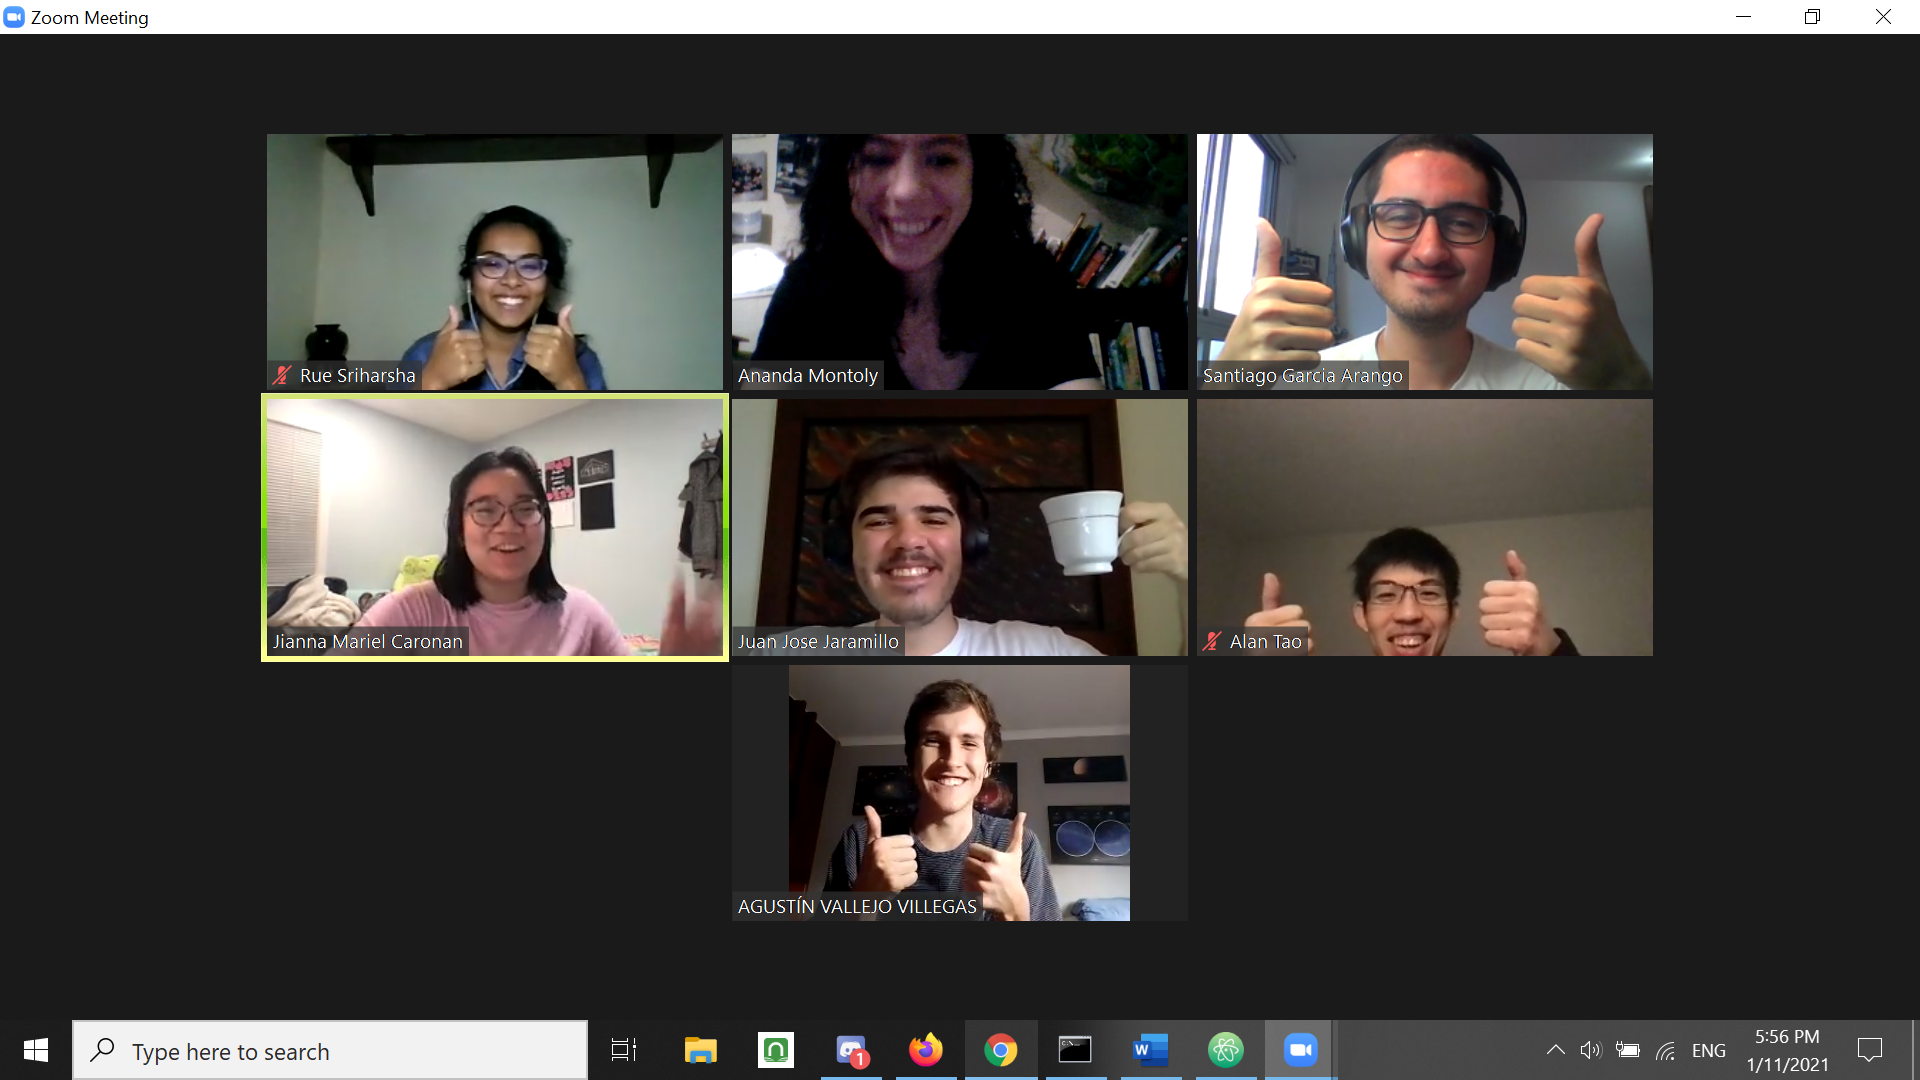 Zoom Meeting
Rue Sriharsha
Ananda Montoly
Santiago Garcia Arango
Jianna Mariel Caronan
Juan Jose Jaramillo
Alan Tao
AGUSTÍN VALLEJO VILLEGAS
Type here to search
1
W
ENG
5:56 PM
1/11/2021